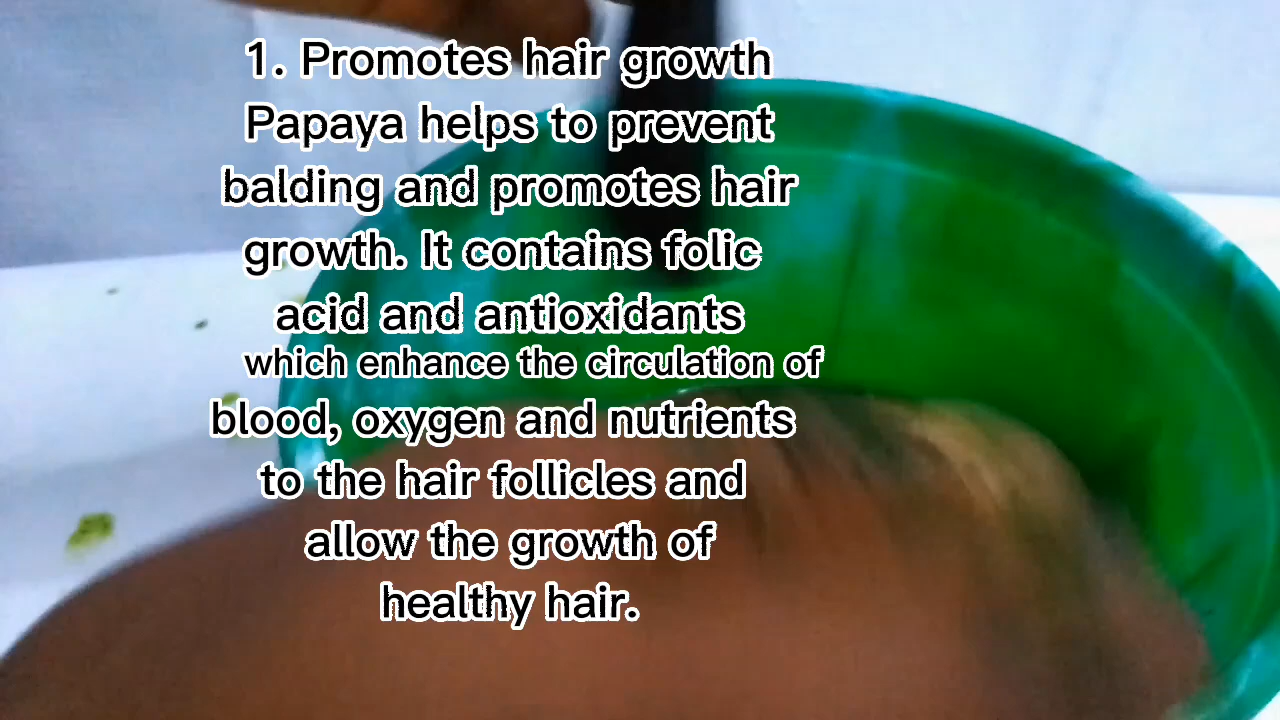 1. Promotes hair growth
Papaya helps to prevent
balding and promotes hair
growth. It contains folic
acid and antioxidants
which enhance the circulation of
blood, oxygen and nutrients
to the hair follicles and
allow the growth of
healthy hair.